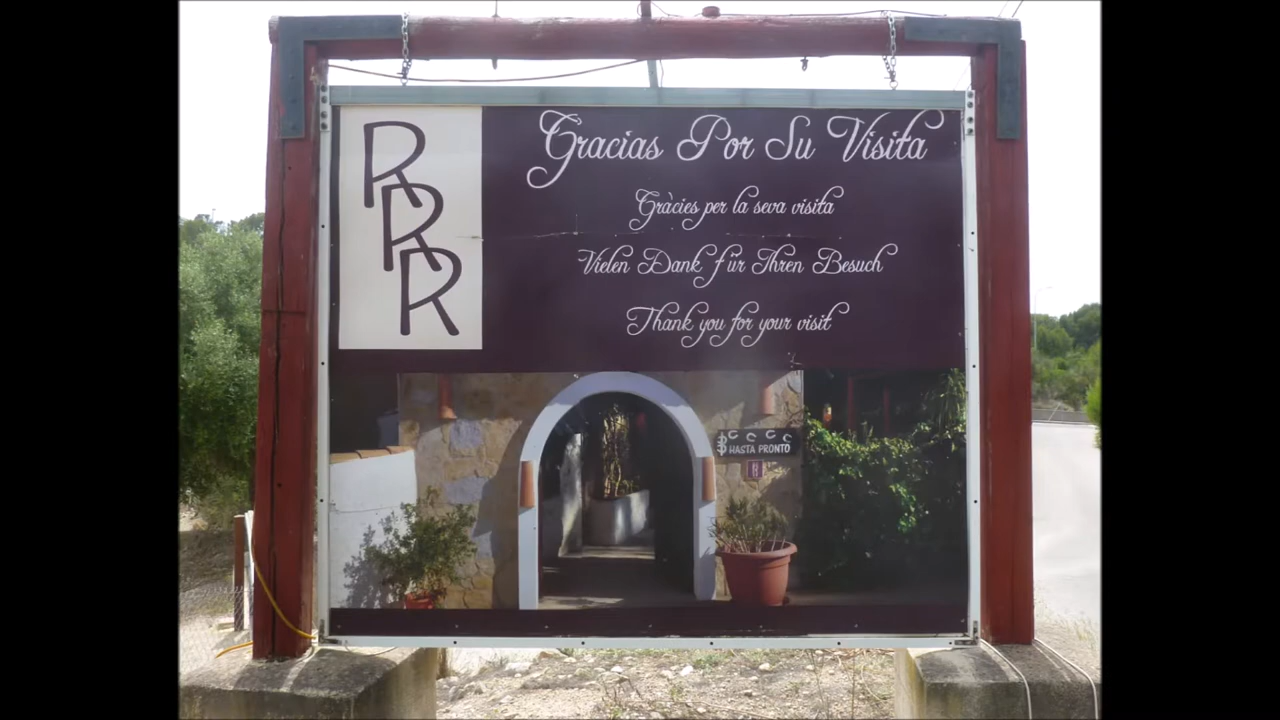 R
R
R
Gracias Por Su Visita
Gràcies per la seva visita
Vielen Dank für Ihren Besuch
Thank you for your visit
HASTA PRONTO